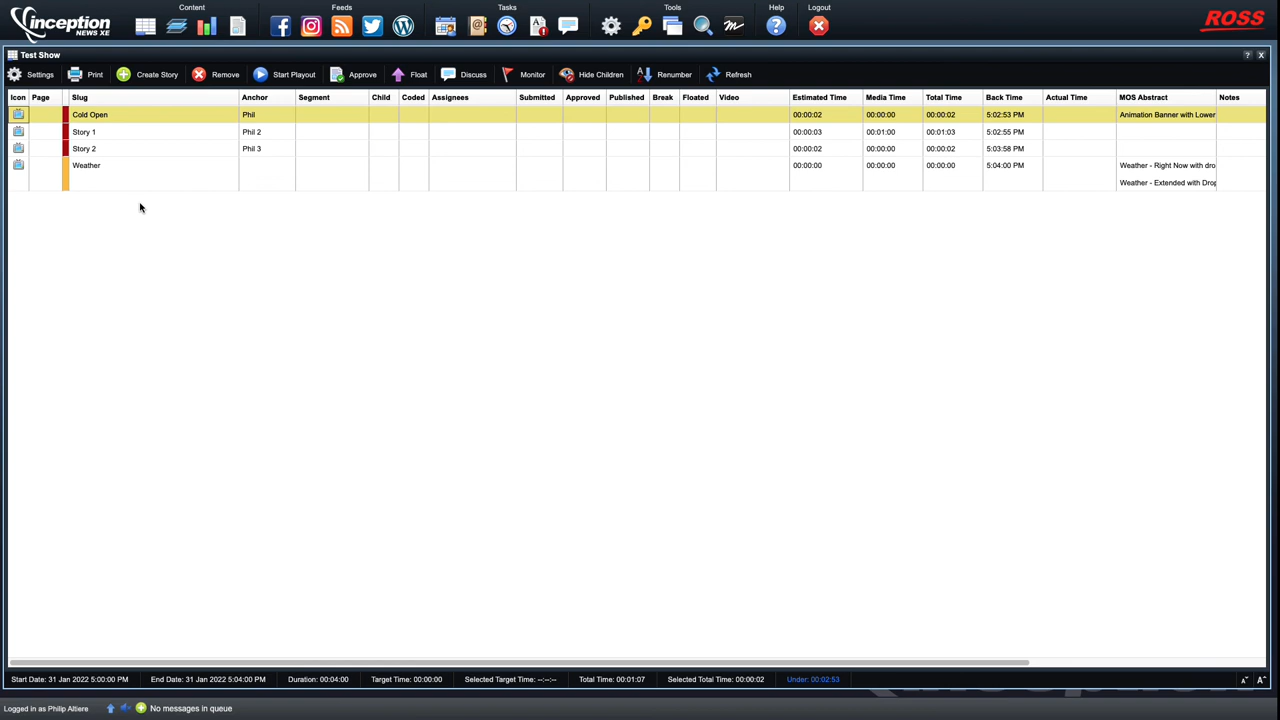 Content Feeds Tasks Tools Help Logout
inception
NEWS XE
ROSS
Test Show
Settings Print Create Story Remove Start Playout Approve Float Discuss Monitor Hide Children Renumber Refresh
Icon Page Slug Anchor Segment Child Coded Assignees Submitted Approved Published Break Floated Video Estimated Time Media Time Total Time Back Time Actual Time MOS Abstract Notes
Cold Open Phil 00:00:02 00:00:00 00:00:02 5:02:53 PM Animation Banner with Lower
Story 1 Phil 2 00:00:03 00:01:00 00:01:03 5:02:55 PM
Story 2 Phil 3 00:00:02 00:00:00 00:00:02 5:03:58 PM
Weather 00:00:00 00:00:00 00:00:00 5:04:00 PM Weather - Right Now with dro
Weather - Extended with Drop
Start Date: 31 Jan 2022 5:00:00 PM End Date: 31 Jan 2022 5:04:00 PM Duration: 00:04:00 Target Time: 00:00:00 Selected Target Time: --:--:-- Total Time: 00:01:07 Selected Total Time: 00:00:02 Under: 00:02:53 A A
Logged in as Philip Altiere No messages in queue